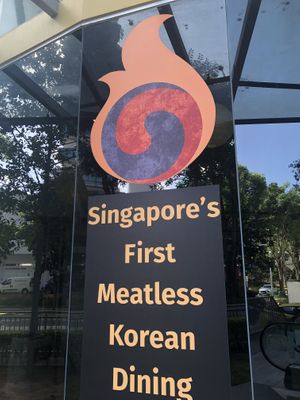 Singapore's
First
Meatless
Korean
Dining